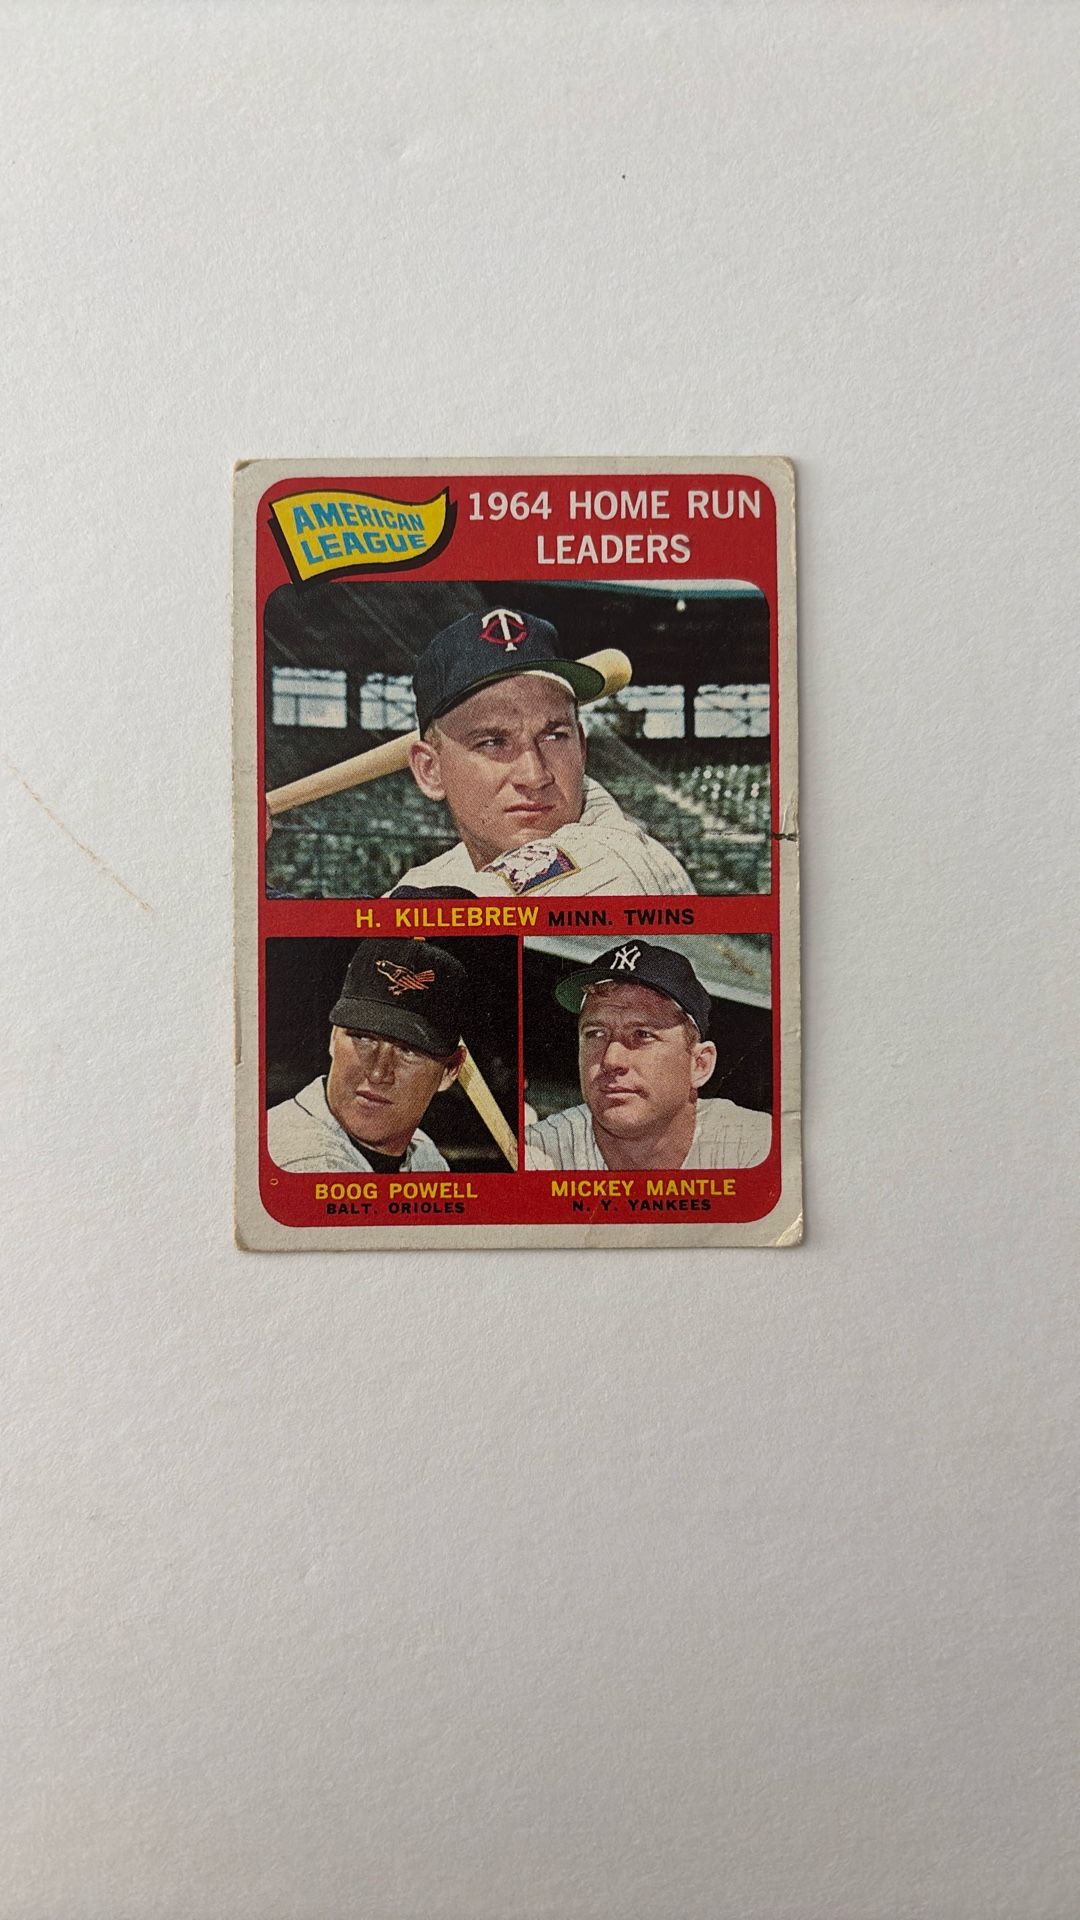 AMERICAN
LEAGUE
1964 HOME RUN
LEADERS
H. KILLEBREW MINN. TWINS
BOOG POWELL
BALT. ORIOLES
MICKEY MANTLE
N. Y. YANKEES